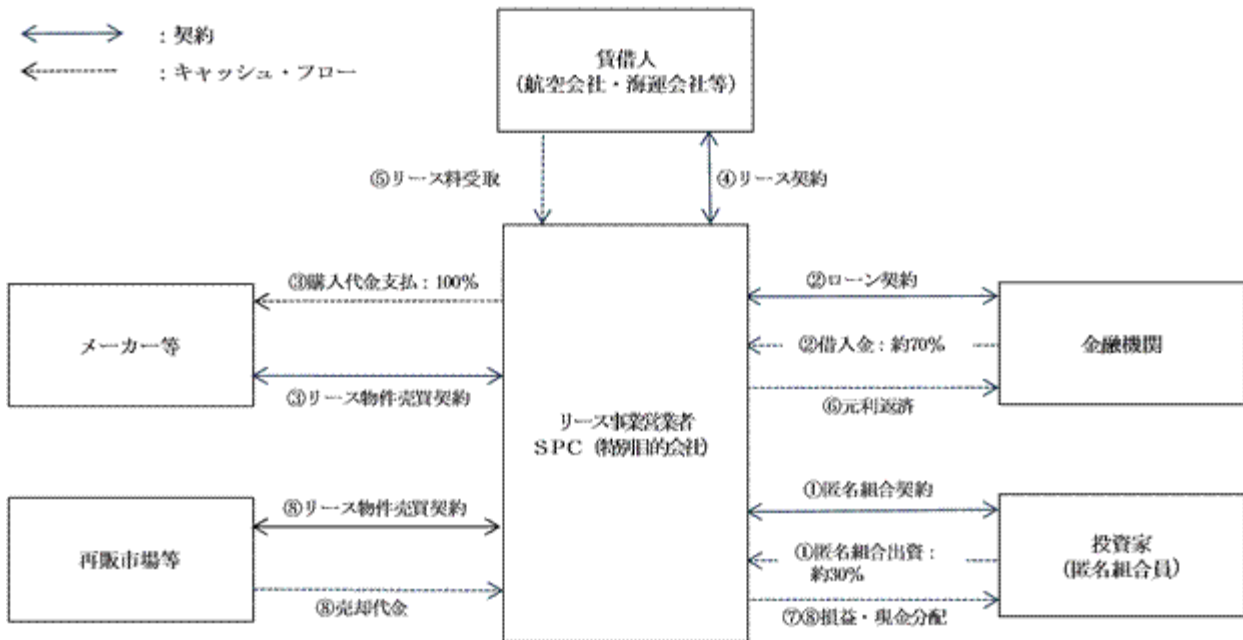 ：契約
：キャッシュ・フロー
賃借人
（航空会社・海運会社等）
⑤リース料受取
④リース契約
③購入代金支払：100%
メーカー等
③リース物件売買契約
②ローン契約
②借入金：約70%
金融機関
⑥元利返済
リース事業営業者
ＳＰＣ（特別目的会社）
⑧リース物件売買契約
再販市場等
⑧売却代金
①匿名組合契約
①匿名組合出資：
約30%
投資家
（匿名組合員）
⑦⑧損益・現金分配